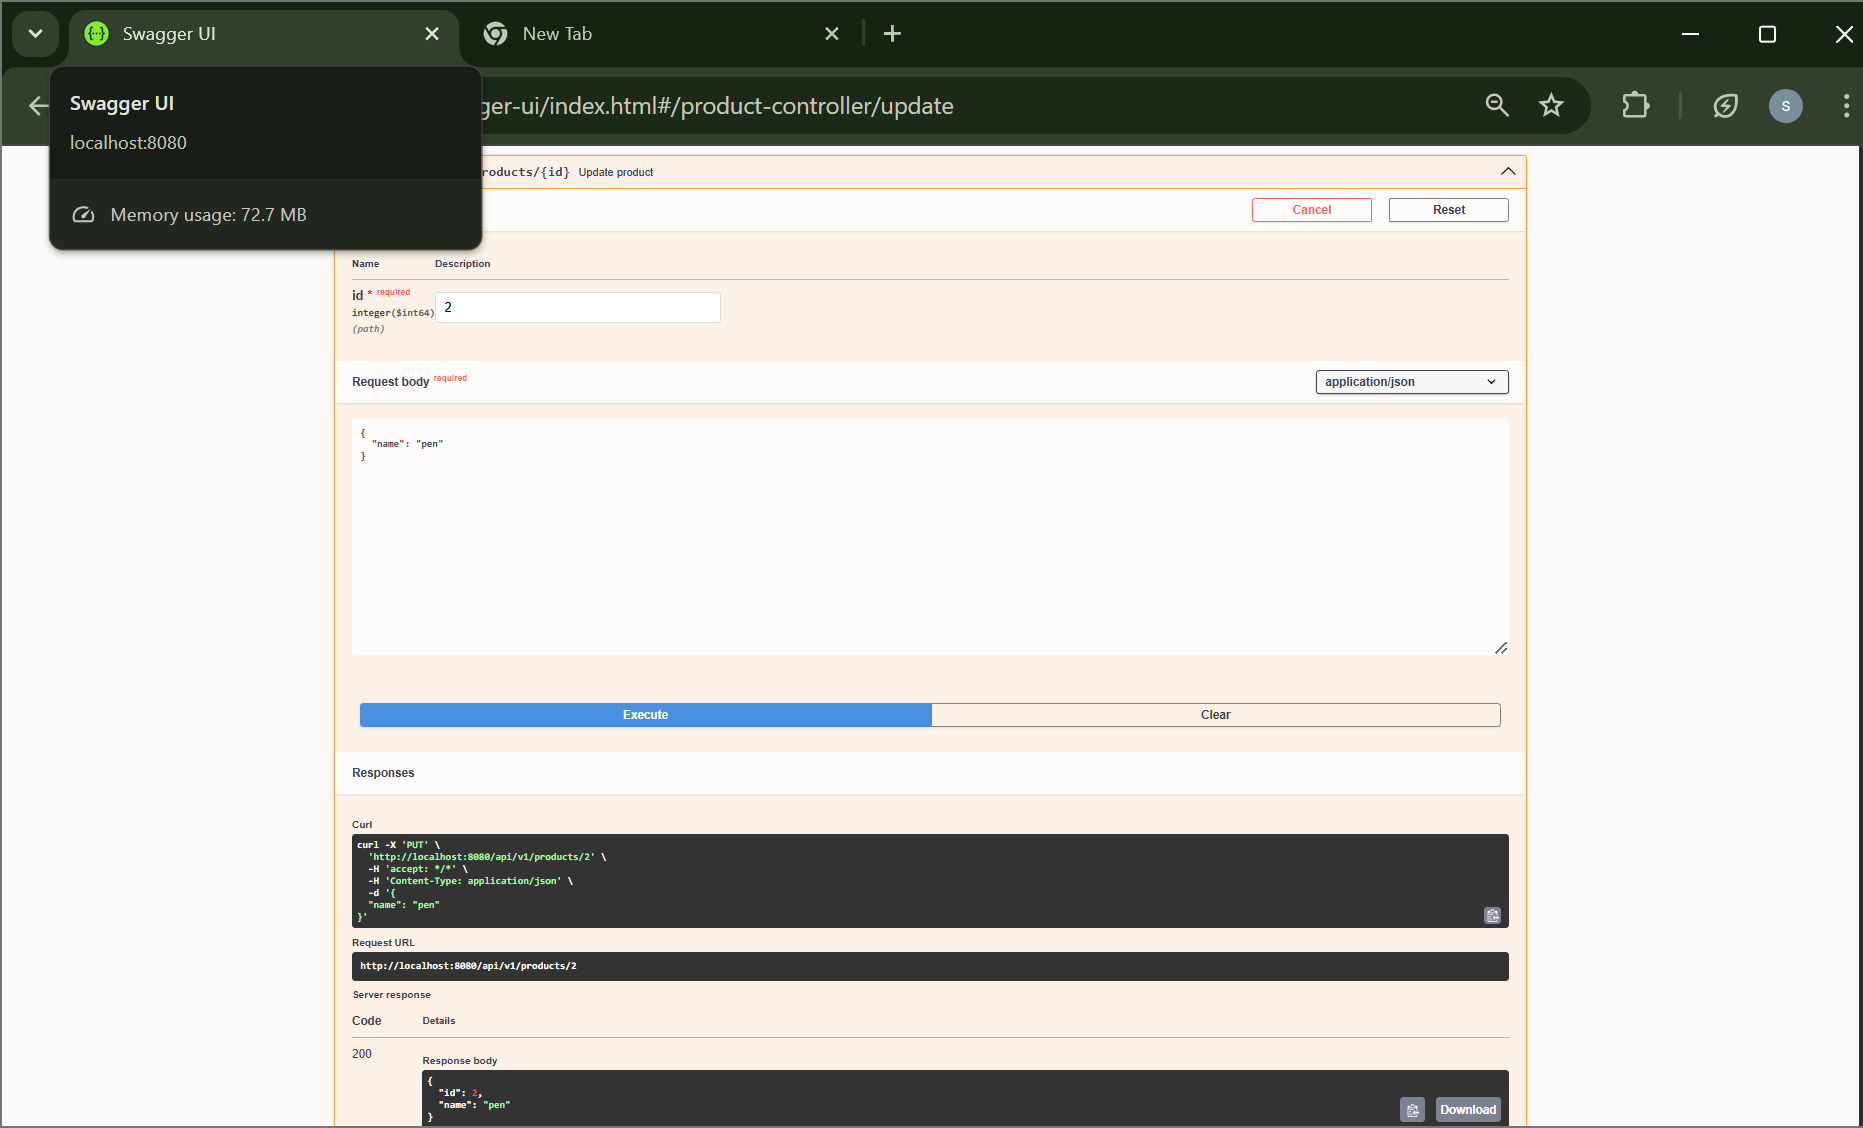 Swagger UI
New Tab
Swagger UI
localhost:8080
Memory usage: 72.7 MB
ger-ui/index.html#/product-controller/update
S
roducts/{id} Update product
Cancel
Reset
Name Description
id * required
integer($int64)
(path)
2
Request body required
application/json
{
  "name": "pen"
}
Execute
Clear
Responses
Curl
curl -X 'PUT' \
  'http://localhost:8080/api/v1/products/2' \
  -H 'accept: */*' \
  -H 'Content-Type: application/json' \
  -d '{
  "name": "pen"
}'
Request URL
http://localhost:8080/api/v1/products/2
Server response
Code Details
200
Response body
{
  "id": 2,
  "name": "pen"
}
Download